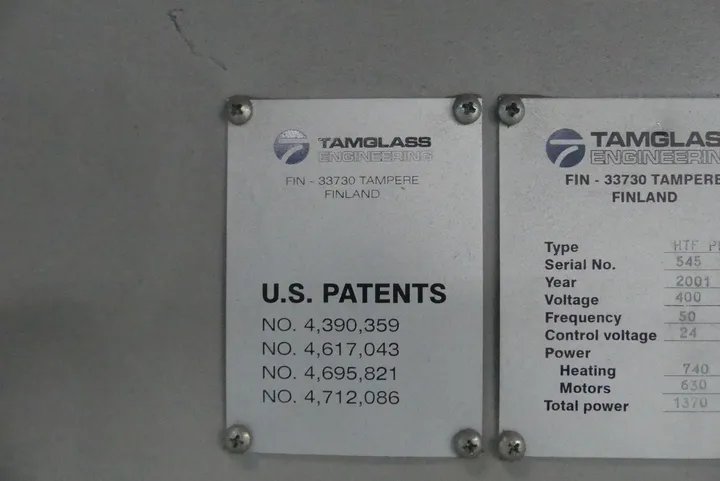 TAMGLASS
ENGINEERING
FIN - 33730 TAMPERE
FINLAND
U.S. PATENTS
NO. 4,390,359
NO. 4,617,043
NO. 4,695,821
NO. 4,712,086
TAMGLASS
ENGINEERIN
FIN - 33730 TAMPERE
FINLAND
Type HTF
Serial No. 545
Year 2001
Voltage 400
Frequency 50
Control voltage 24
Power
Heating 740
Motors 630
Total power 1370